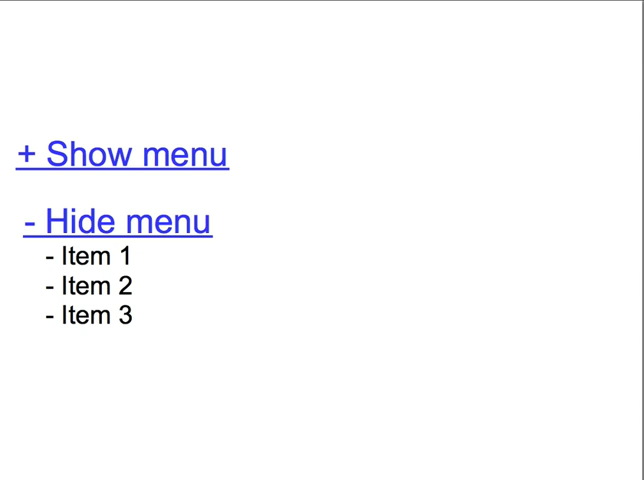 + Show menu
- Hide menu
- Item 1
- Item 2
- Item 3